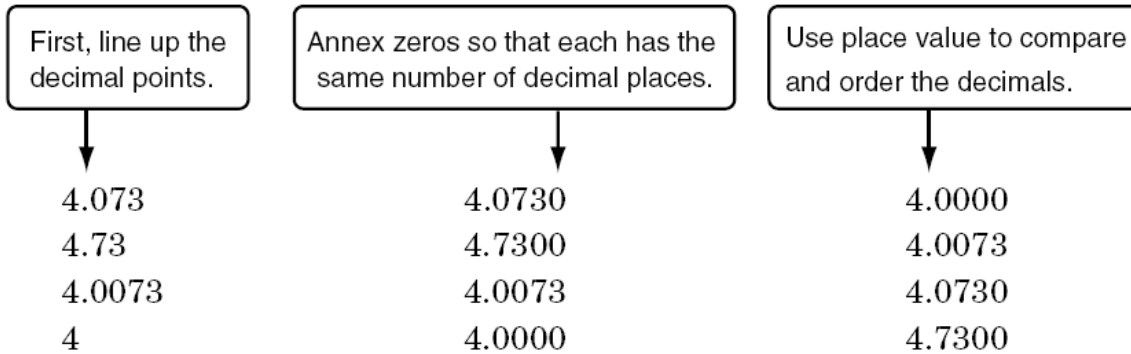 First, line up the
decimal points.
Annex zeros so that each has the
same number of decimal places.
Use place value to compare
and order the decimals.
4.073
4.73
4.0073
4
4.0730
4.7300
4.0073
4.0000
4.0000
4.0073
4.0730
4.7300